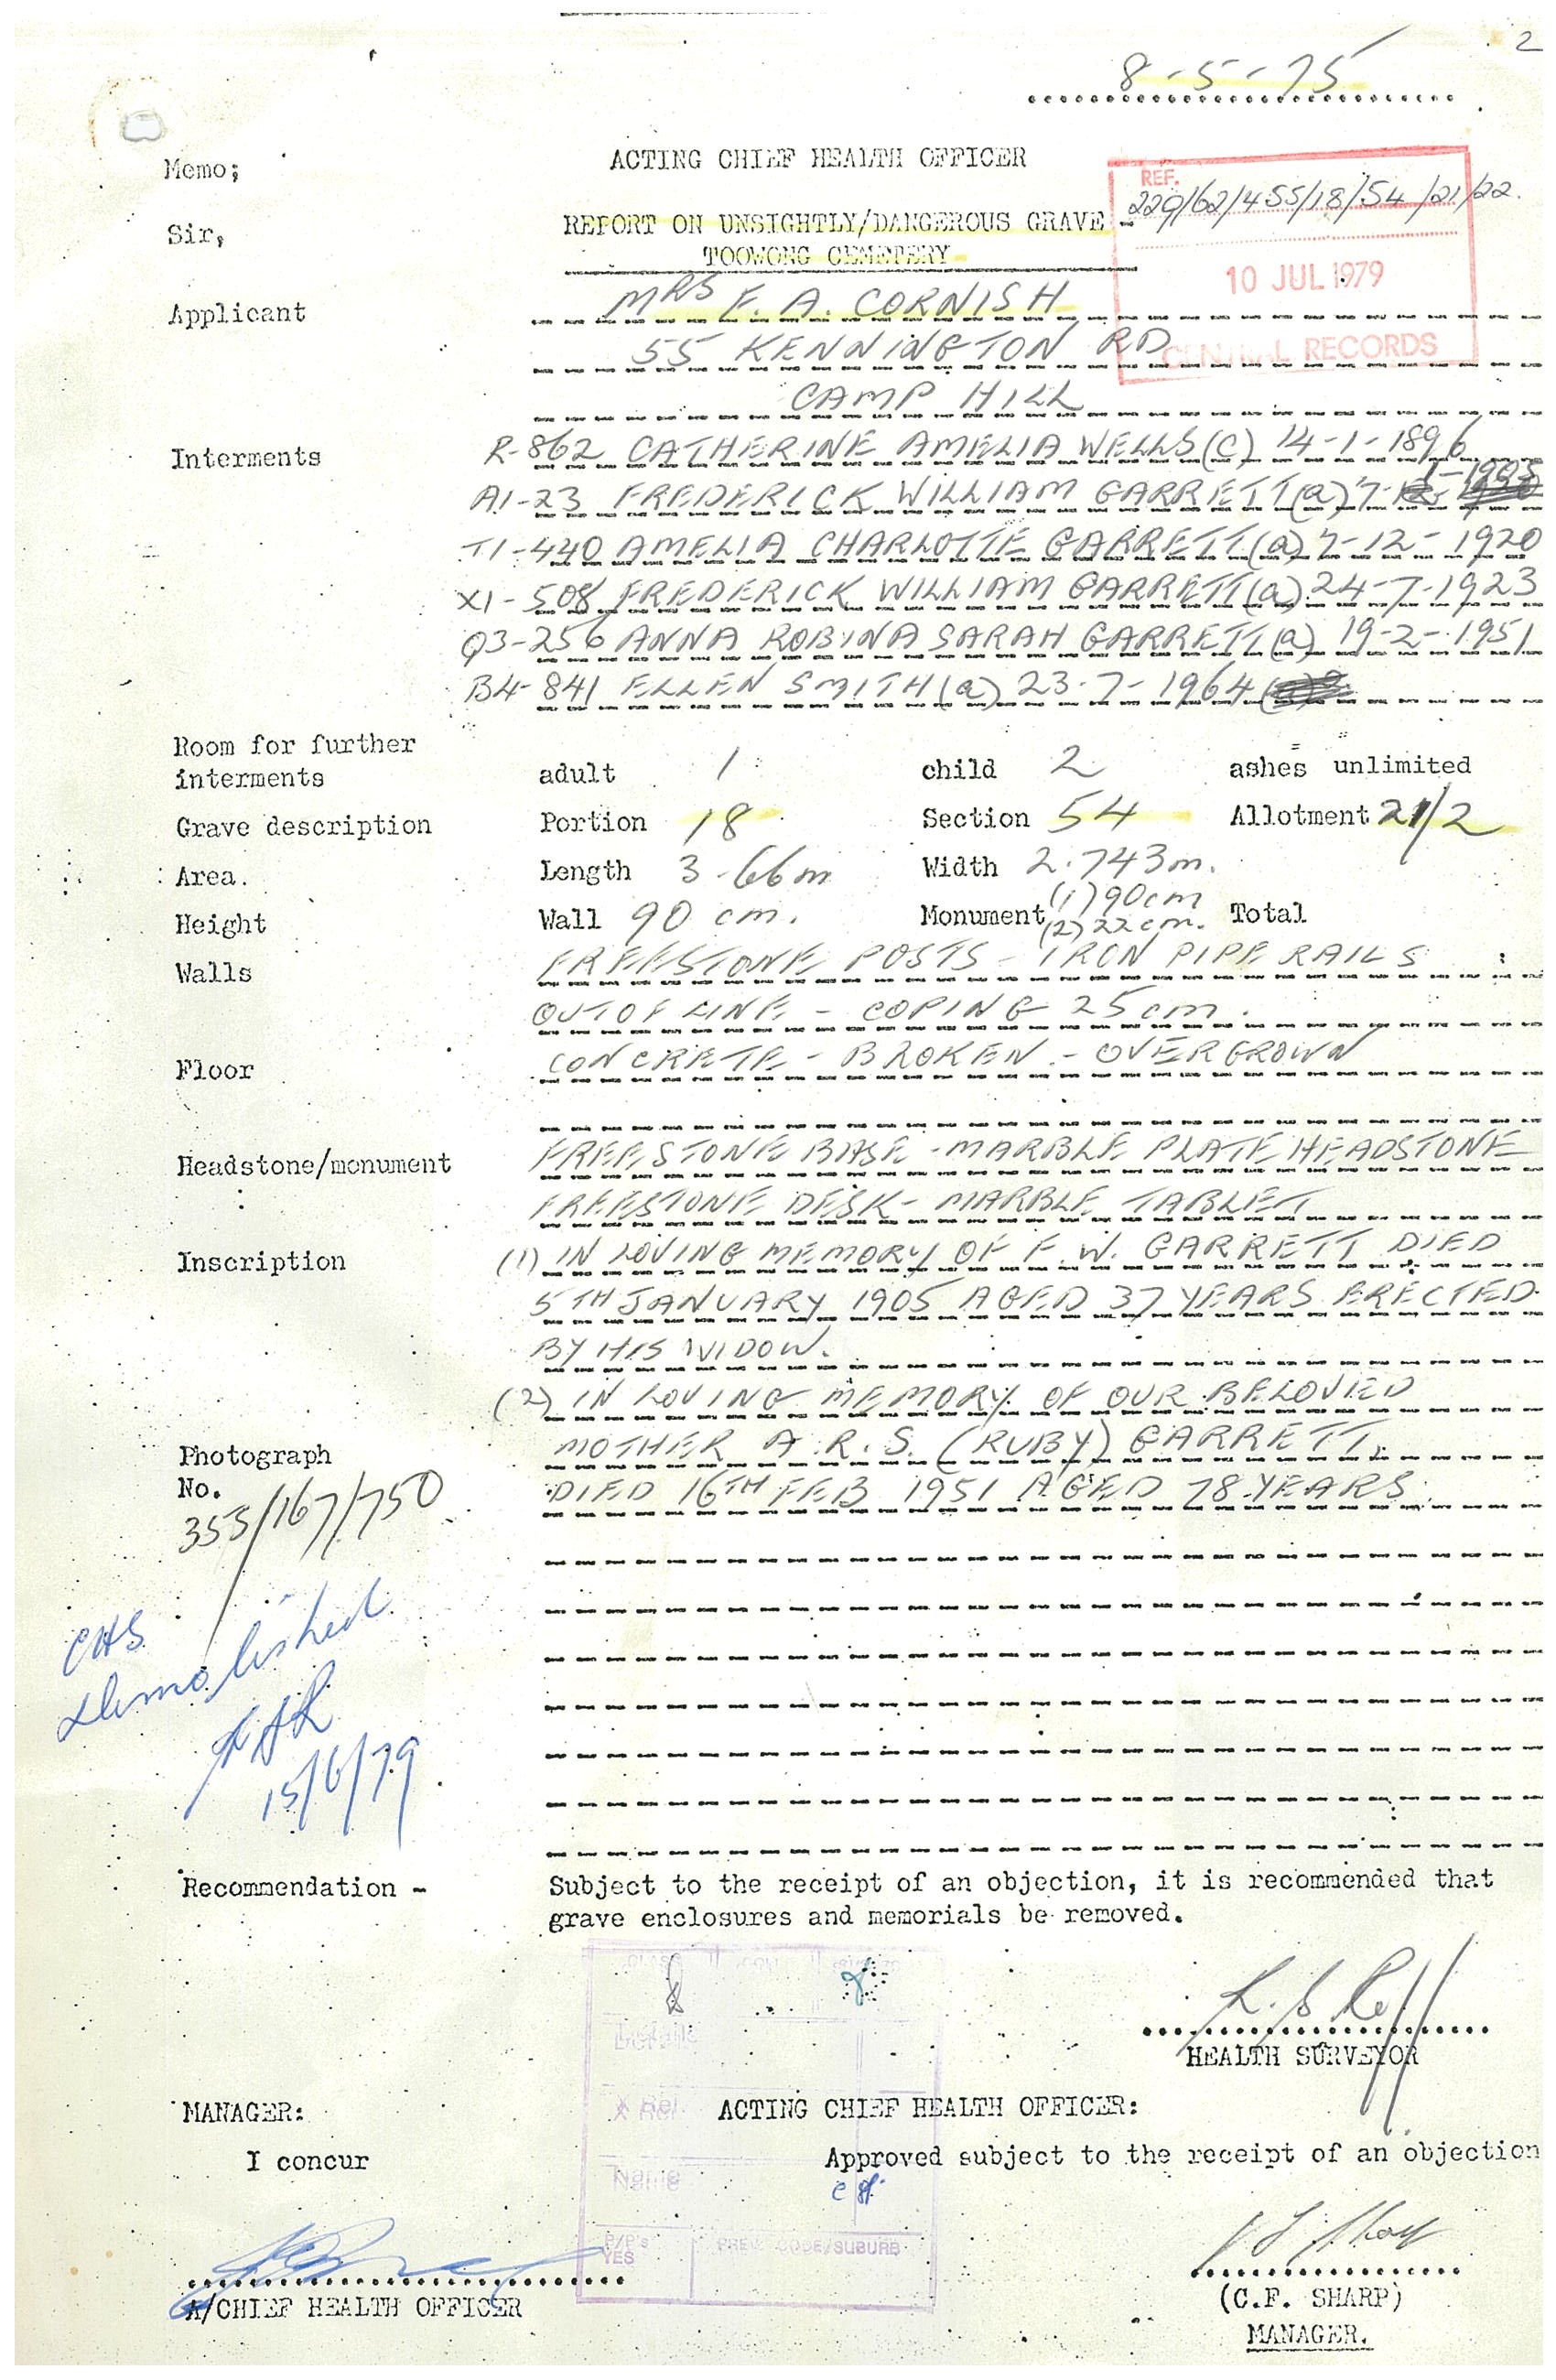 2
8-5-75
Memo; ACTING CHIEF HEALTH OFFICER
REF.
229/62/455/18/54/21/22.
Sir, REPORT ON UNSIGHTLY/DANGEROUS GRAVE -
TOOWONG CEMETERY
10 JUL 1979
CENTRAL RECORDS
Applicant MRS F. A. CORNISH
55 KENNINGTON RD
CAMP HILL
Interments R-862 CATHERINE AMELIA WELLS (C) 14-1-1896
A1-23 FREDERICK WILLIAM GARRETT (a) 7-1-1905
T1-440 AMELIA CHARLOTTE GARRETT (a) 7-12-1920
X1-508 FREDERICK WILLIAM GARRETT (a) 24-7-1923
Q3-256 ANNA ROBINA SARAH GARRETT (a) 19-2-1951
B4-841 ELLEN SMITH (a) 23-7-1964
Room for further
interments adult 1 child 2 ashes unlimited
Grave description Portion 18 Section 54 Allotment 21/2
Area. Length 3.66m Width 2.743m.
Height Wall 90 cm. Monument (1) 90cm (2) 22cm. Total
Walls FREESTONE POSTS - IRON PIPE RAILS
OUT OF LINE - COPING 25cm.
Floor CONCRETE - BROKEN - OVERGROWN
Headstone/monument FREESTONE BASE - MARBLE PLATE HEADSTONE
FREESTONE DESK - MARBLE TABLET
Inscription (1) IN LOVING MEMORY OF F. W. GARRETT DIED
5TH JANUARY 1905 AGED 37 YEARS ERECTED
BY HIS WIDOW.
(2) IN LOVING MEMORY OF OUR BELOVED
MOTHER A.R.S. (RUBY) GARRETT,
DIED 16TH FEB 1951 AGED 78 YEARS.
Photograph
No.
355/167/750
CHS
Demolished
15/6/79
Recommendation - Subject to the receipt of an objection, it is recommended that
grave enclosures and memorials be removed.
HEALTH SURVEYOR
MANAGER: ACTING CHIEF HEALTH OFFICER:
I concur Approved subject to the receipt of an objection
Name
P/P's
YES
CODE/SUBURB
A/CHIEF HEALTH OFFICER
(C.F. SHARP)
MANAGER.